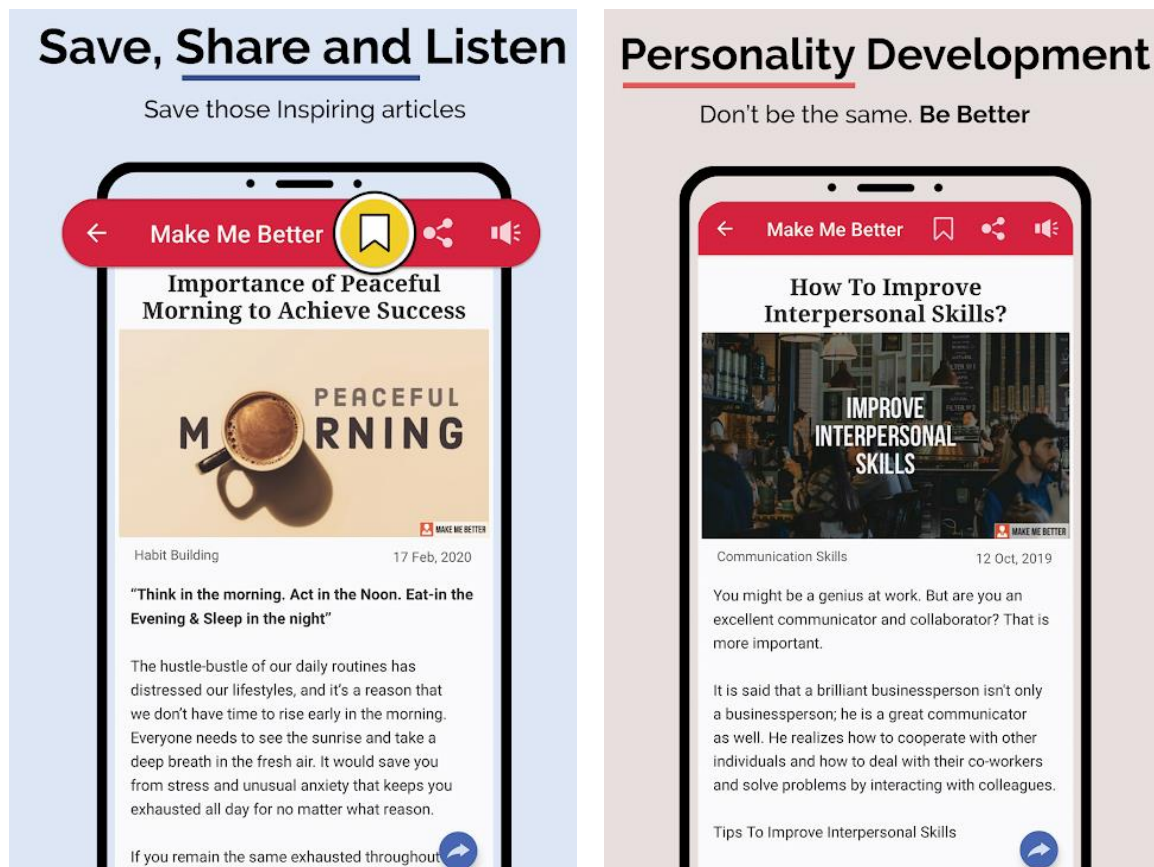 Save, Share and Listen
Save those Inspiring articles
Make Me Better
Importance of Peaceful
Morning to Achieve Success
PEACEFUL
MORNING
MAKE ME BETTER
Habit Building
17 Feb, 2020
“Think in the morning. Act in the Noon. Eat-in the
Evening & Sleep in the night”
The hustle-bustle of our daily routines has
distressed our lifestyles, and it's a reason that
we don't have time to rise early in the morning.
Everyone needs to see the sunrise and take a
deep breath in the fresh air. It would save you
from stress and unusual anxiety that keeps you
exhausted all day for no matter what reason.
If you remain the same exhausted throughout
Personality Development
Don't be the same. Be Better
Make Me Better
How To Improve
Interpersonal Skills?
IMPROVE
INTERPERSONAL
SKILLS
MAKE ME BETTER
Communication Skills
12 Oct, 2019
You might be a genius at work. But are you an
excellent communicator and collaborator? That is
more important.
It is said that a brilliant businessperson isn't only
a businessperson; he is a great communicator
as well. He realizes how to cooperate with other
individuals and how to deal with their co-workers
and solve problems by interacting with colleagues.
Tips To Improve Interpersonal Skills